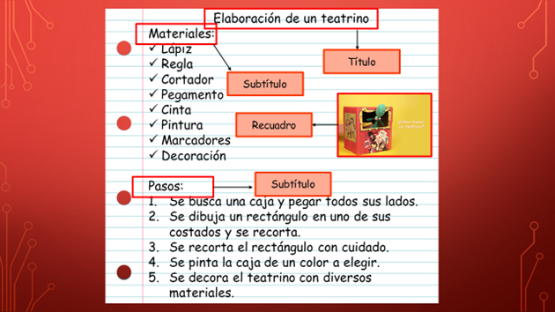 Elaboración de un teatrino
Materiales:
Título
✓ Lápiz
✓ Regla
✓ Cortador
Subtítulo
✓ Pegamento
✓ Cinta
✓ Pintura
Recuadro
✓ Marcadores
✓ Decoración
Pasos:
Subtítulo
1. Se busca una caja y pegar todos sus lados.
2. Se dibuja un rectángulo en uno de sus
costados y se recorta.
3. Se recorta el rectángulo con cuidado.
4. Se pinta la caja de un color a elegir.
5. Se decora el teatrino con diversos
materiales.